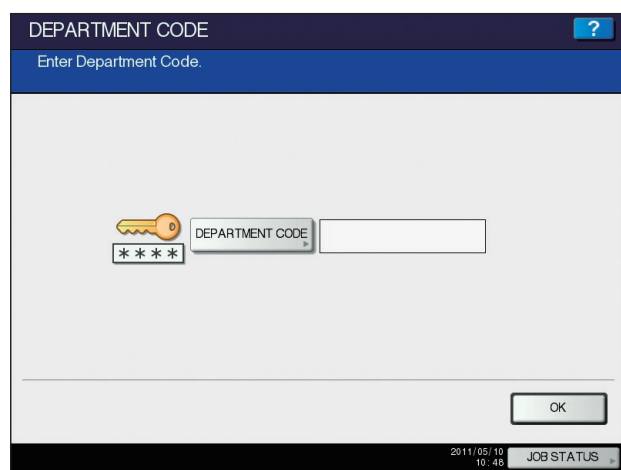 DEPARTMENT CODE
?
Enter Department Code.
DEPARTMENT CODE
****
OK
2011/05/10
10:48
JOB STATUS